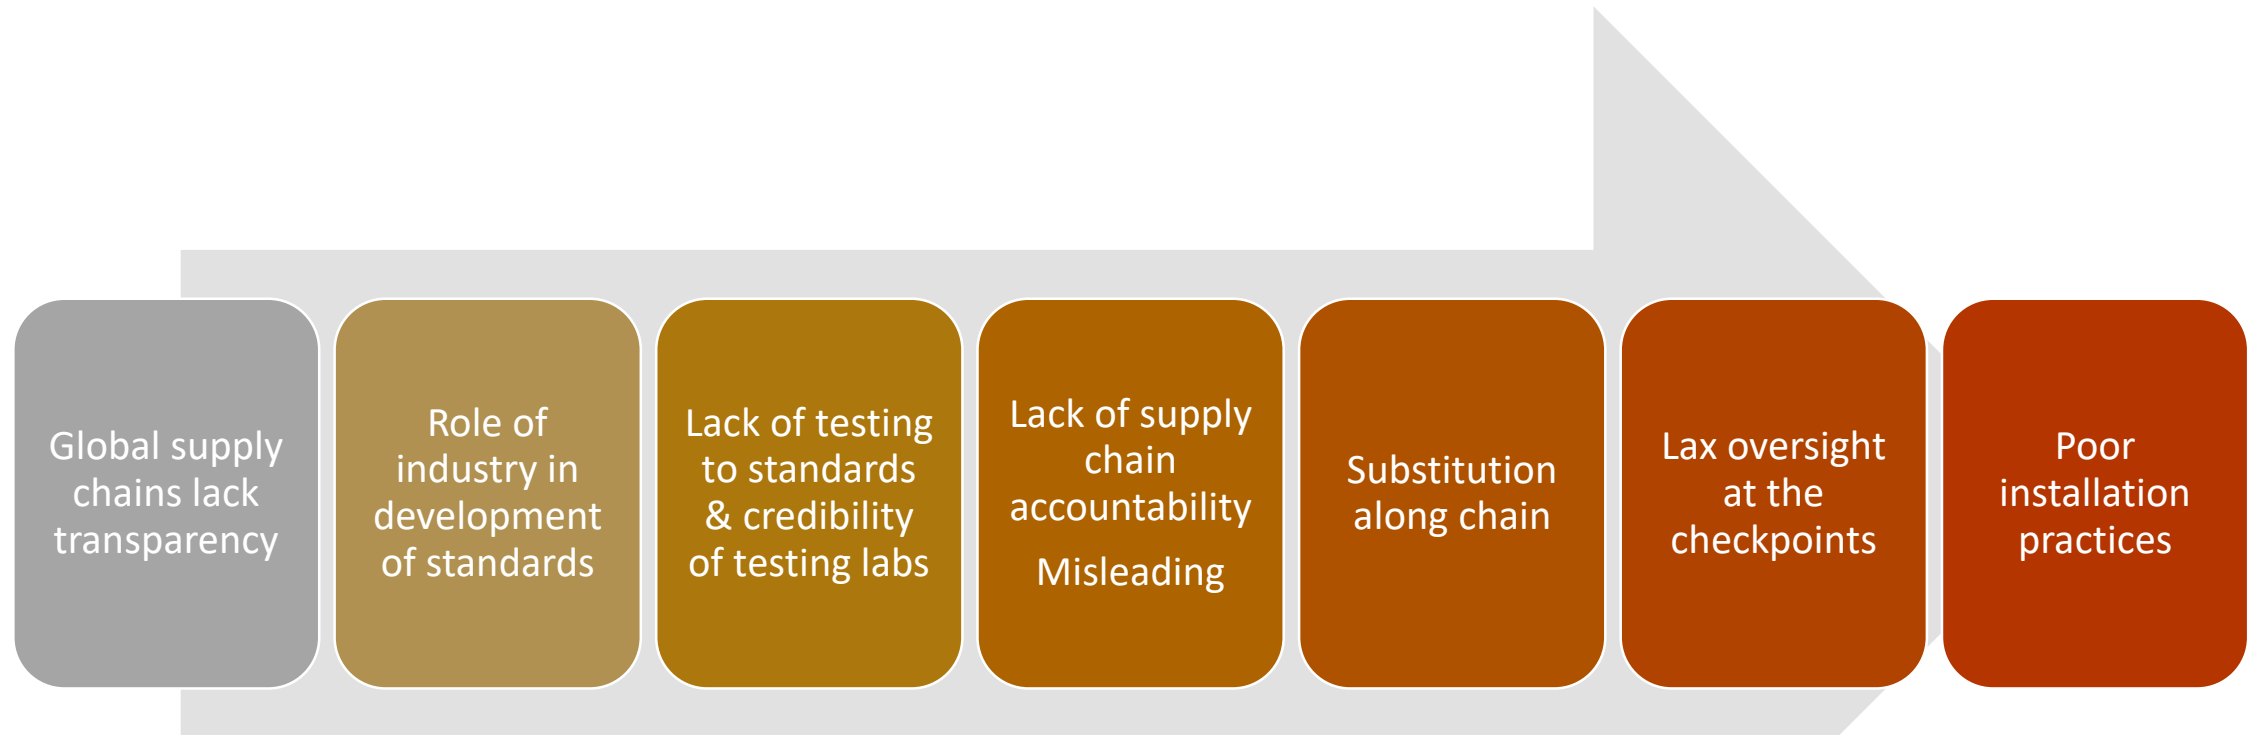 Global supply
chains lack
transparency
Role of
industry in
development
of standards
Lack of testing
to standards
& credibility
of testing labs
Lack of supply
chain
accountability
Misleading
Substitution
along chain
Lax oversight
at the
checkpoints
Poor
installation
practices